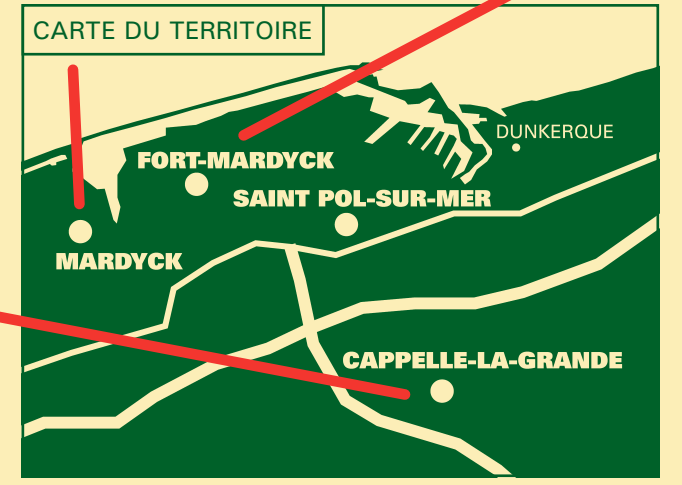 CARTE DU TERRITOIRE
DUNKERQUE
FORT-MARDYCK
SAINT POL-SUR-MER
MARDYCK
CAPPELLE-LA-GRANDE